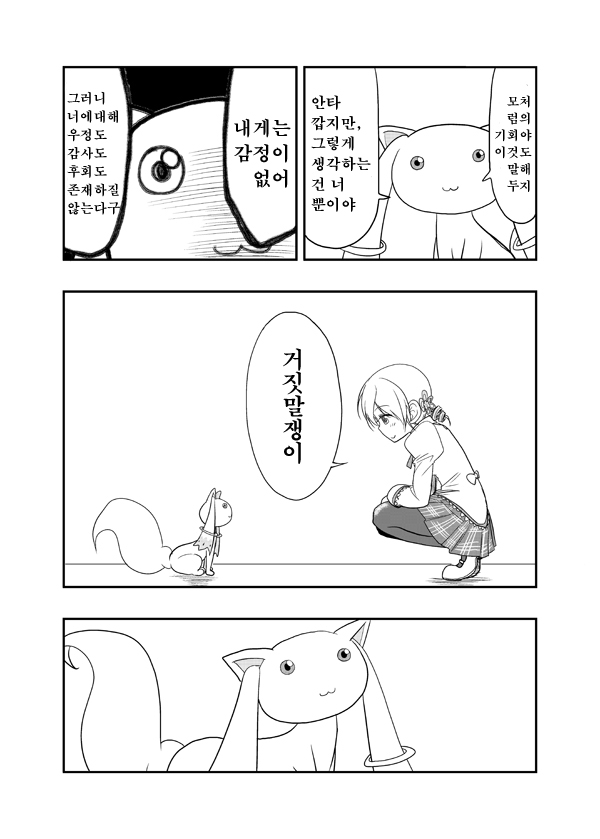 모처
럼의
기회야
이것도
말해
두지
안타
깝지만,
그렇게
생각하는
건 너
뿐이야
내게는
감정이
없어
그러니
너에대해
우정도
감사도
후회도
존재하질
않는다구
거짓말쟁이